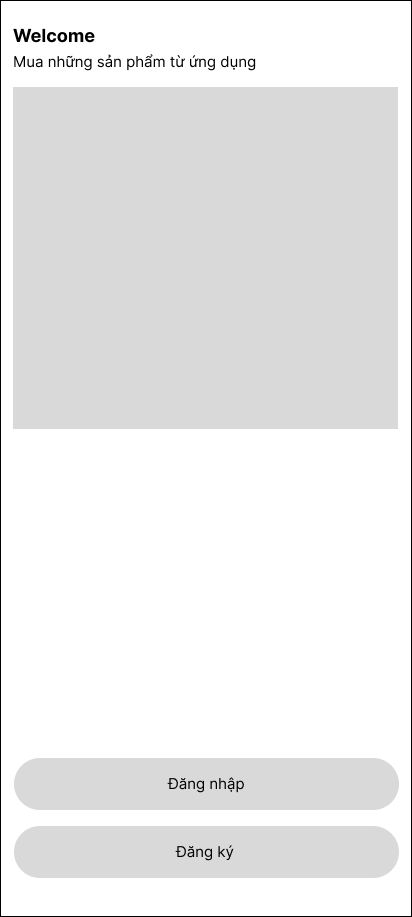 Welcome
Mua những sản phẩm từ ứng dụng
Đăng nhập
Đăng ký